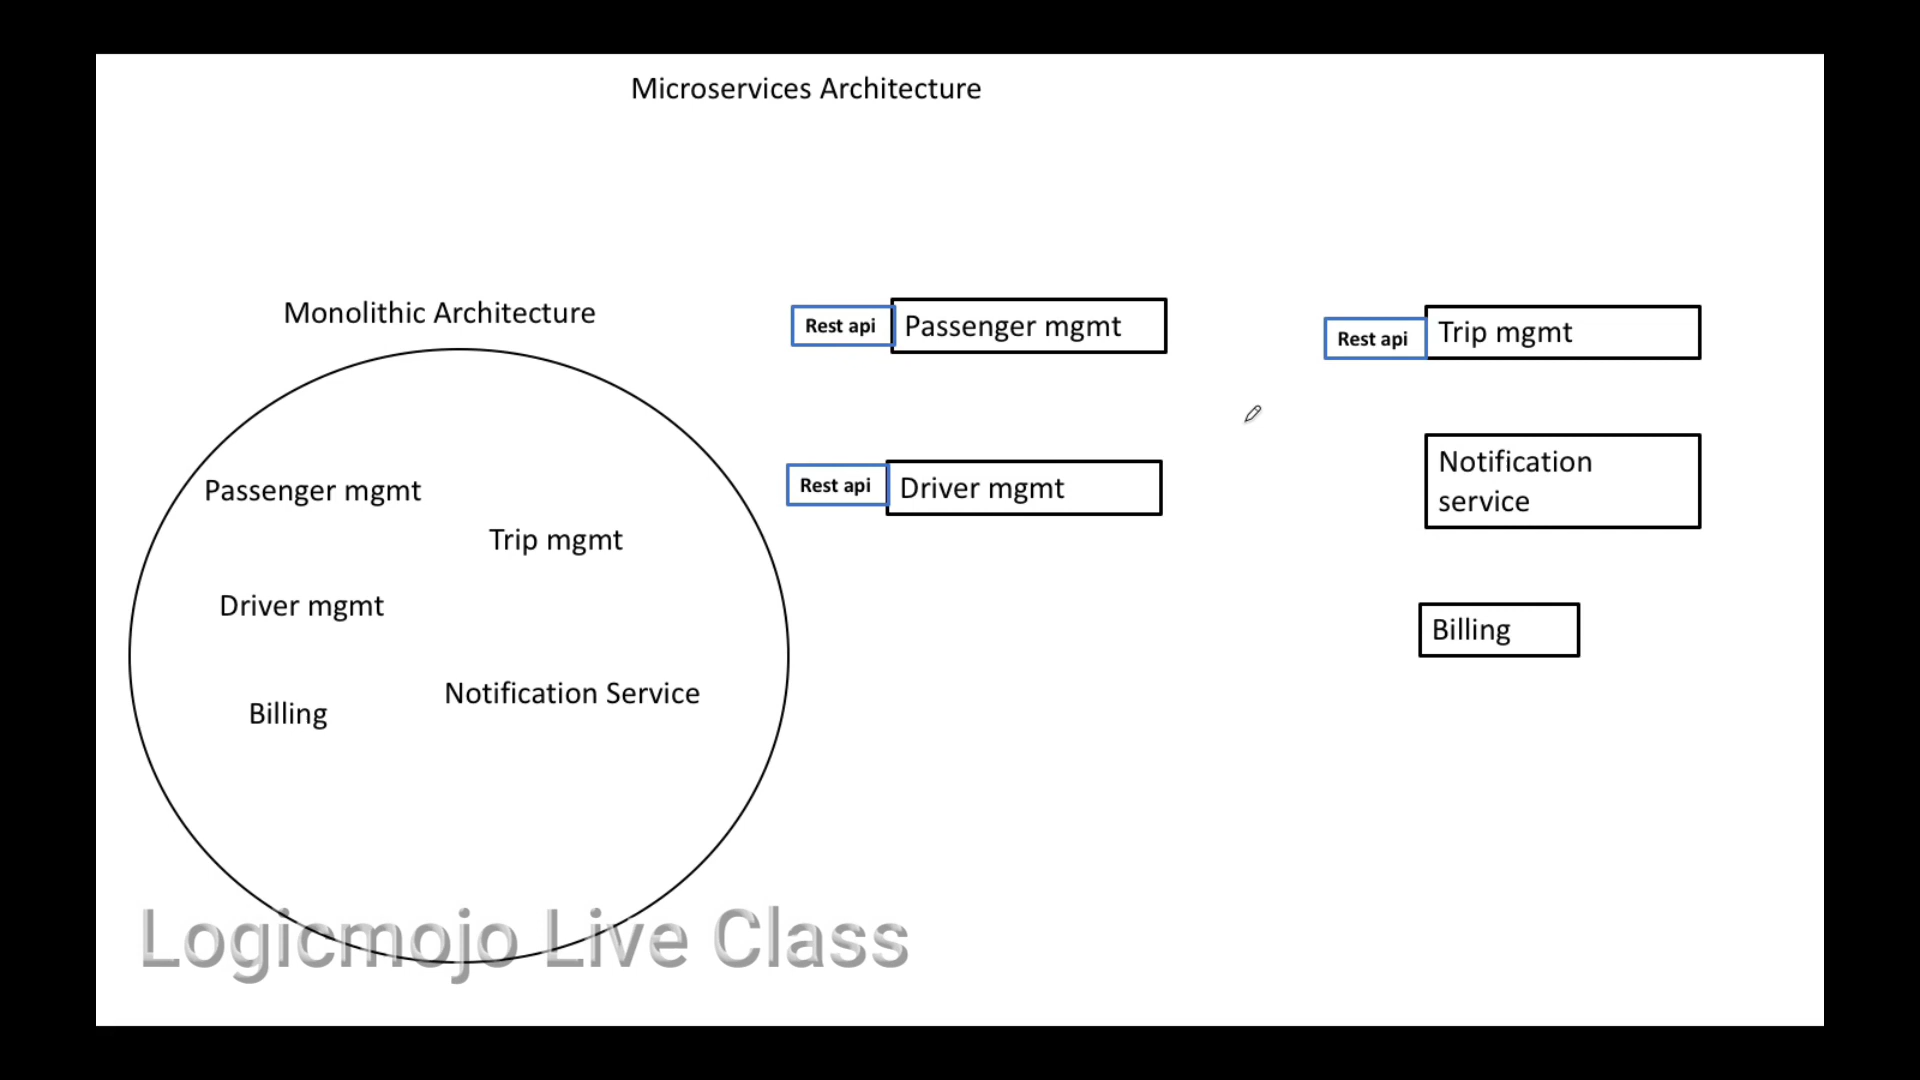 Microservices Architecture
Monolithic Architecture
Passenger mgmt
Trip mgmt
Driver mgmt
Notification Service
Billing
Rest api
Passenger mgmt
Rest api
Driver mgmt
Rest api
Trip mgmt
Notification
service
Billing
Logicmojo Live Class